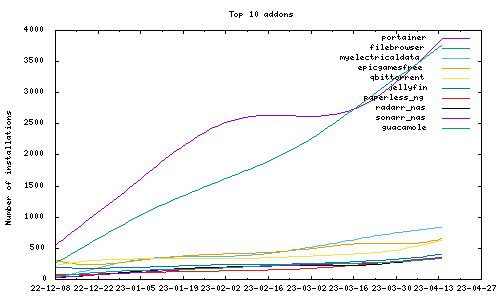 Top 10 addons
4000
3500
3000
2500
2000
1500
1000
500
0
Number of installations
portainer
filebrowser
myelectricaldata
epicgamesfree
qbittorrent
jellyfin
paperless_ng
radarr_nas
sonarr_nas
guacamole
22-12-08 22-12-22 23-01-05 23-01-19 23-02-02 23-02-16 23-03-02 23-03-16 23-03-30 23-04-13 23-04-27